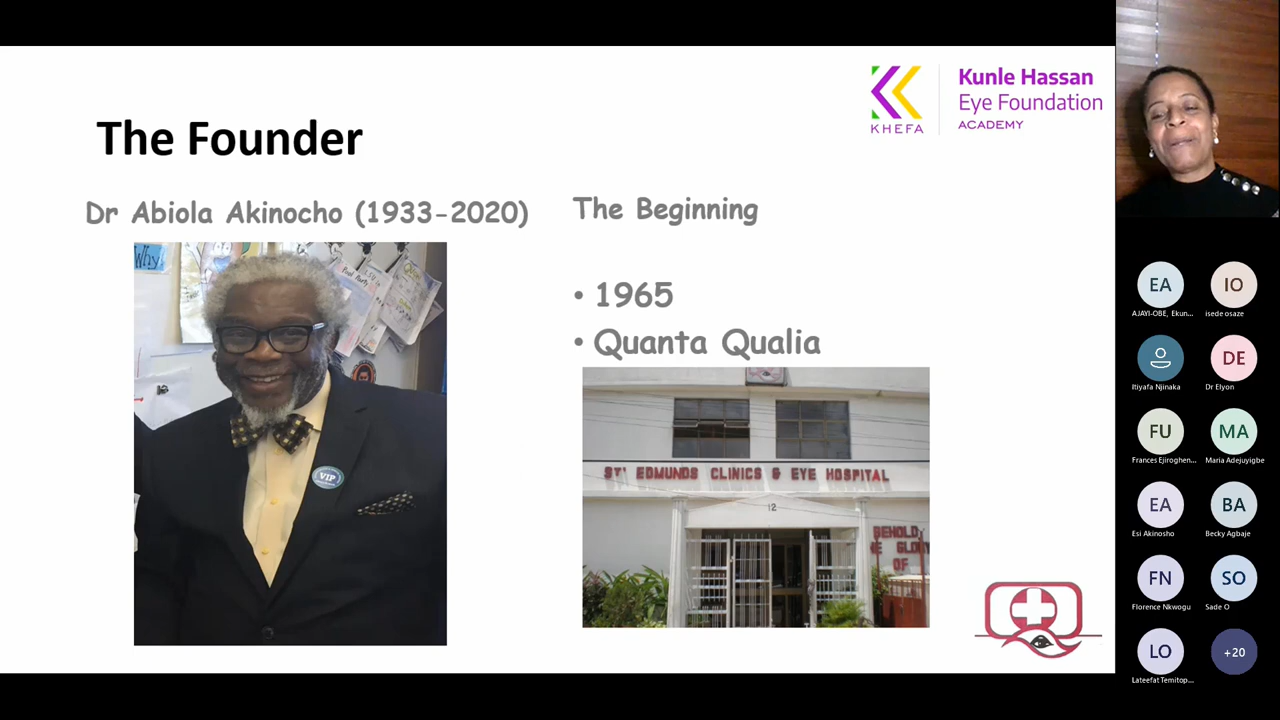 The Founder
KHEFA
Kunle Hassan
Eye Foundation
ACADEMY
Dr Abiola Akinocho (1933-2020)
The Beginning
• 1965
• Quanta Qualia
Why
VIP
ST' EDMUNDS CLINICS & EYE HOSPITAL
12
BEHOLD
OF
EA
AJAYI-OBE, Ekun...
IO
isede osaze
Itiyafa Njinaka
DE
Dr Elyon
FU
Frances Ejiroghen...
MA
Maria Adejuyigbe
EA
Esi Akinosho
BA
Becky Agbaje
FN
Florence Nkwogu
SO
Sade O
LO
Lateefat Temitop...
+20